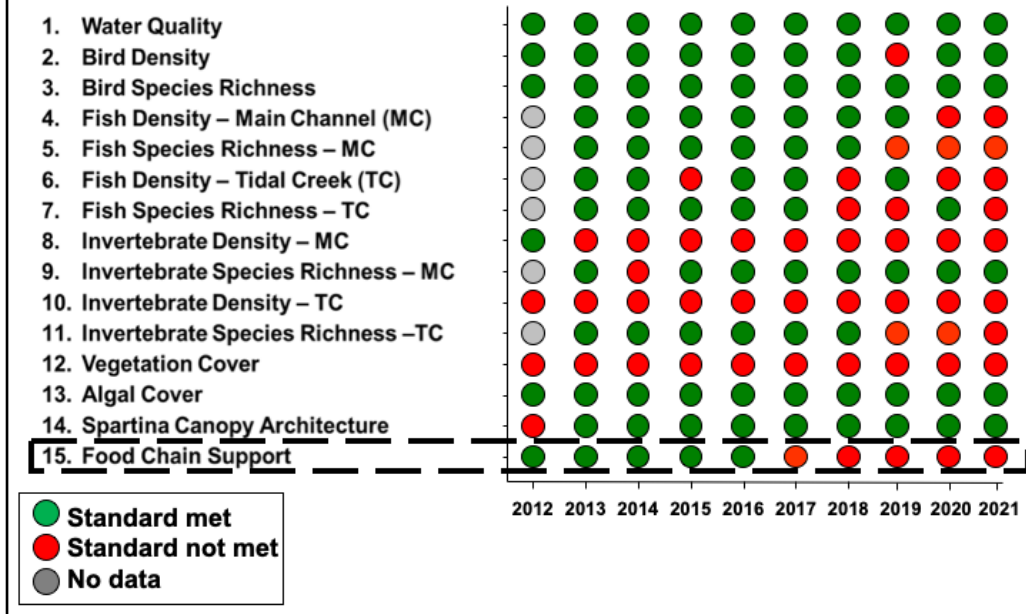 1. Water Quality
2. Bird Density
3. Bird Species Richness
4. Fish Density – Main Channel (MC)
5. Fish Species Richness – MC
6. Fish Density – Tidal Creek (TC)
7. Fish Species Richness – TC
8. Invertebrate Density – MC
9. Invertebrate Species Richness – MC
10. Invertebrate Density – TC
11. Invertebrate Species Richness –TC
12. Vegetation Cover
13. Algal Cover
14. Spartina Canopy Architecture
15. Food Chain Support
2012 2013 2014 2015 2016 2017 2018 2019 2020 2021
Standard met
Standard not met
No data